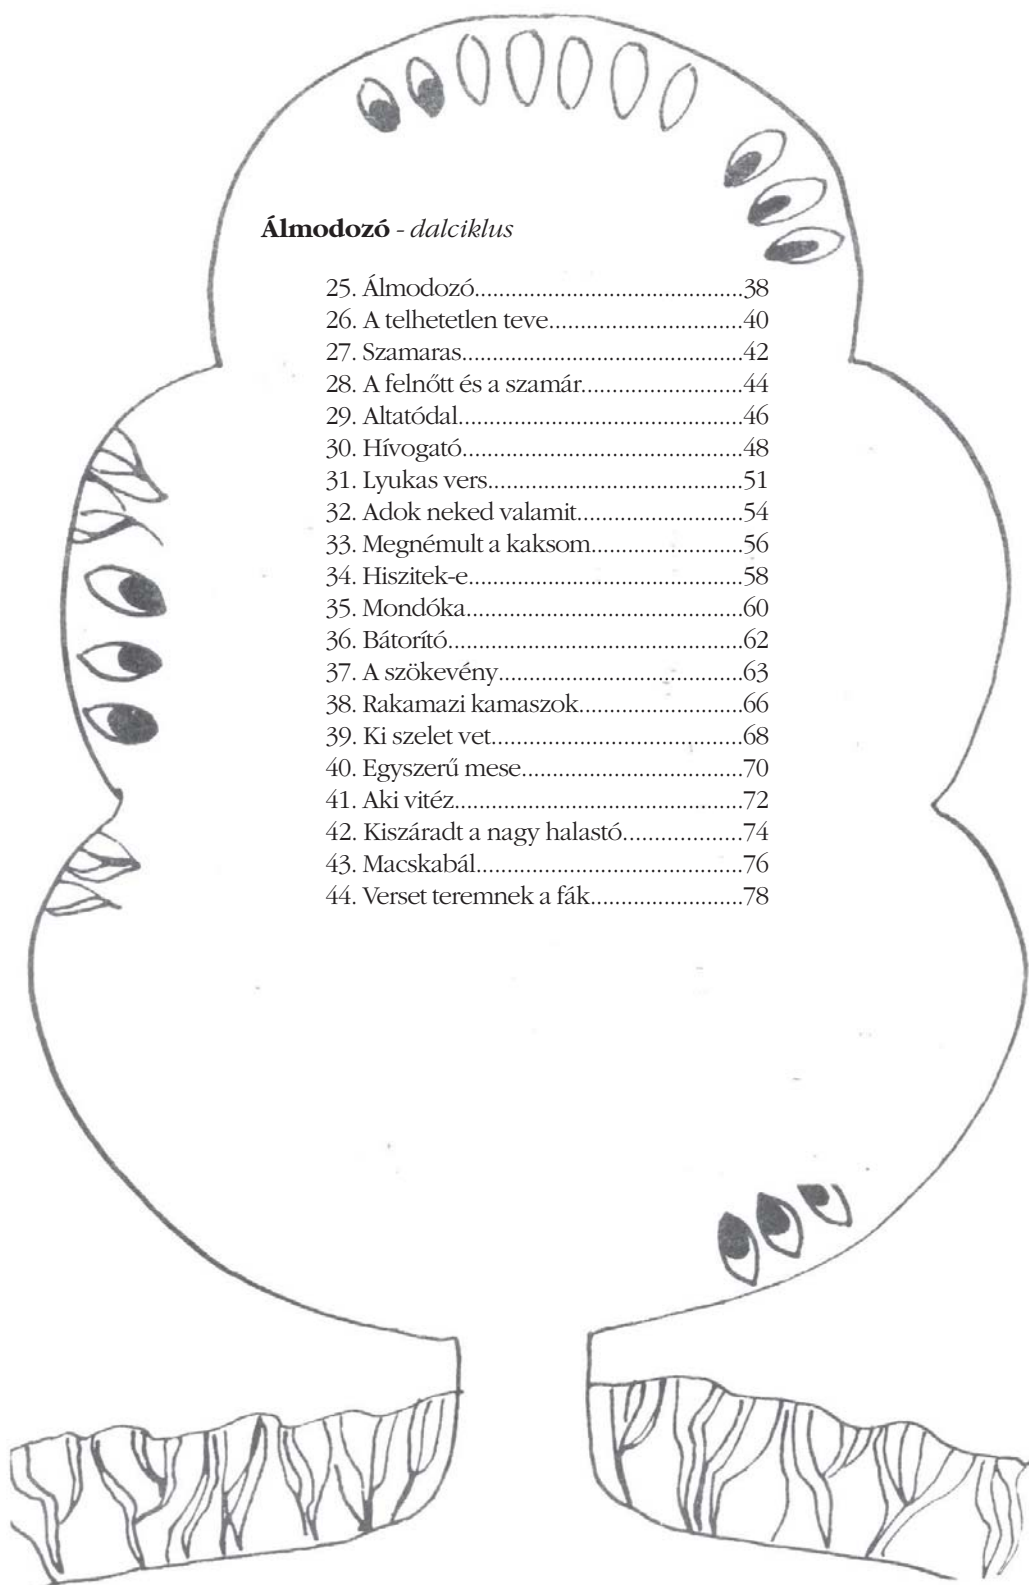 Álmodozó - dalciklus
25. Álmodozó..........................................38
26. A telhetetlen teve..............................40
27. Szamaras............................................42
28. A felnőtt és a szamár.........................44
29. Altatódal.............................................46
30. Hívogató............................................48
31. Lyukas vers........................................51
32. Adok neked valamit..........................54
33. Megnémult a kaksom.......................56
34. Hiszitek-e...........................................58
35. Mondóka............................................60
36. Bátorító..............................................62
37. A szökevény......................................63
38. Rakamazi kamaszok.........................66
39. Ki szelet vet.......................................68
40. Egyszerű mese..................................70
41. Aki vitéz.............................................72
42. Kiszáradt a nagy halastó..................74
43. Macskabál..........................................76
44. Verset teremnek a fák.......................78